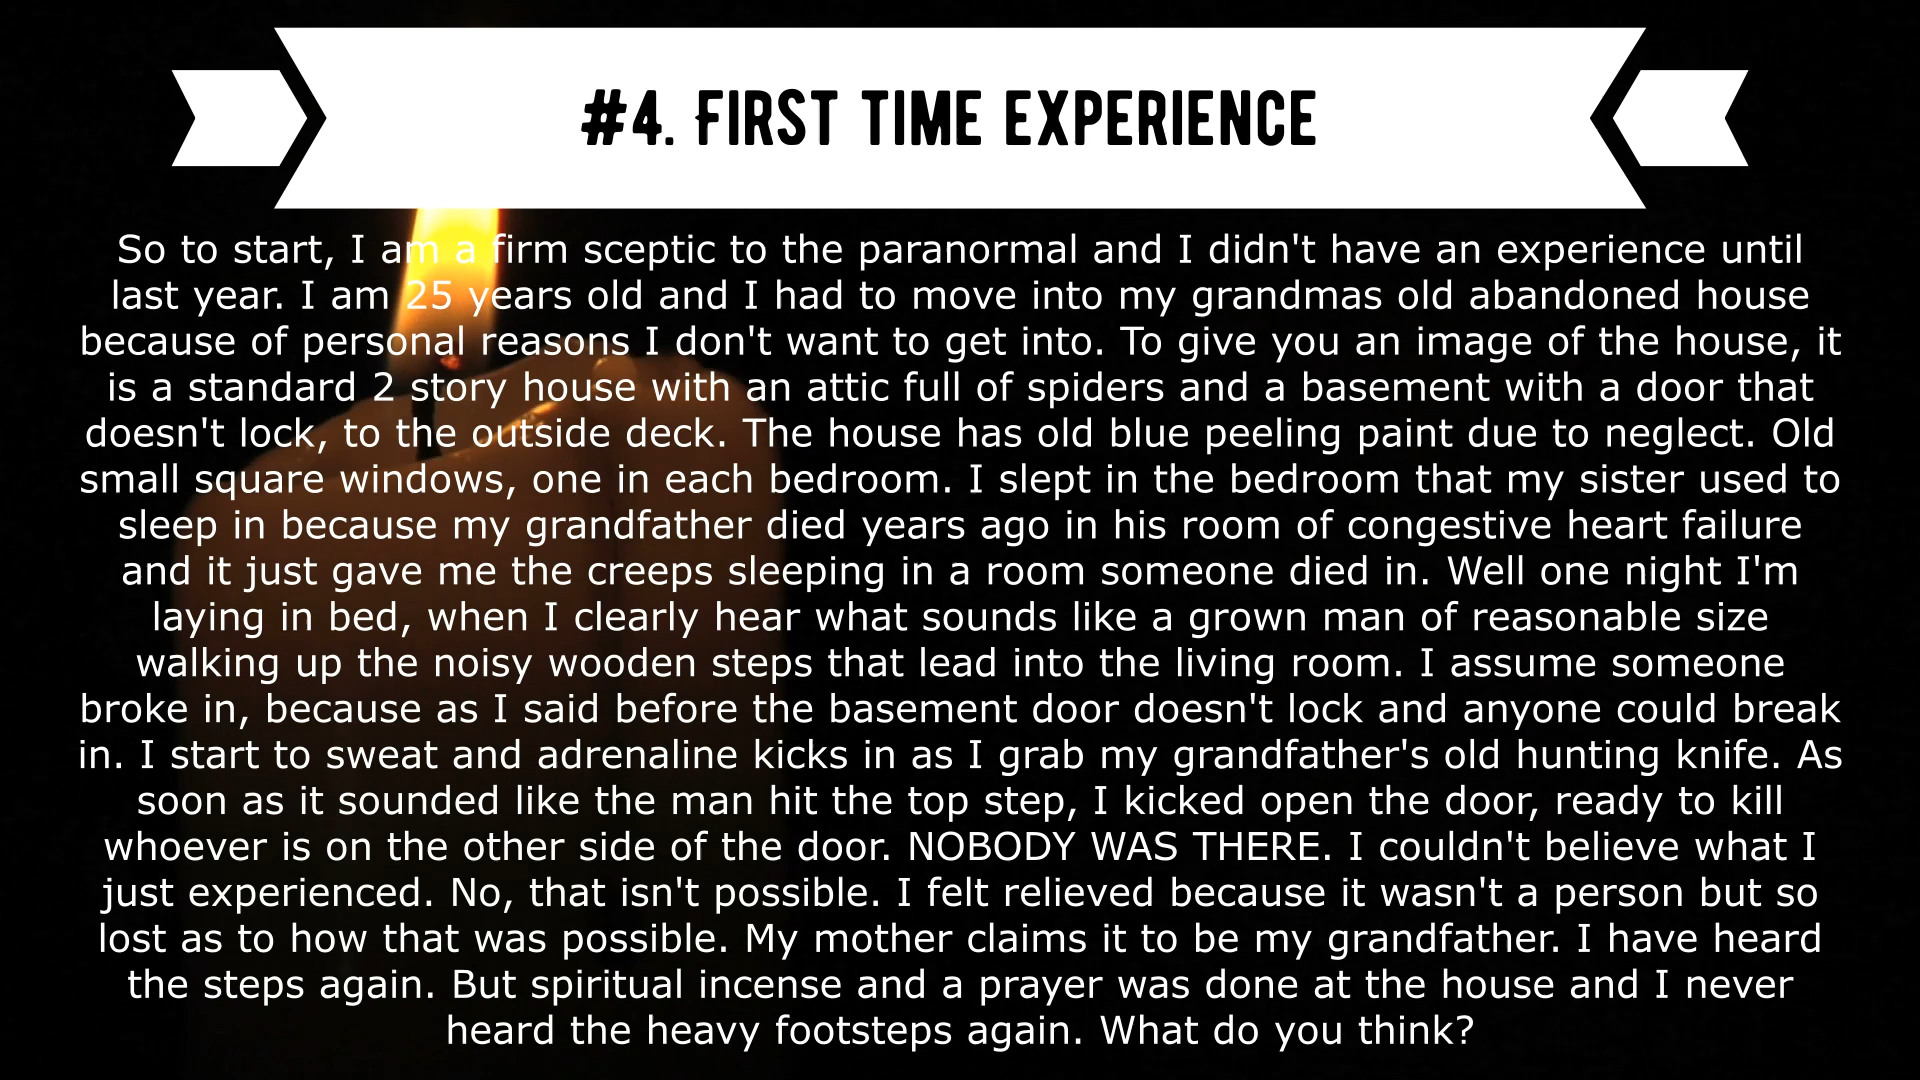 #4. FIRST TIME EXPERIENCE
So to start, I am a firm sceptic to the paranormal and I didn't have an experience until
last year. I am 25 years old and I had to move into my grandmas old abandoned house
because of personal reasons I don't want to get into. To give you an image of the house, it
is a standard 2 story house with an attic full of spiders and a basement with a door that
doesn't lock, to the outside deck. The house has old blue peeling paint due to neglect. Old
small square windows, one in each bedroom. I slept in the bedroom that my sister used to
sleep in because my grandfather died years ago in his room of congestive heart failure
and it just gave me the creeps sleeping in a room someone died in. Well one night I'm
laying in bed, when I clearly hear what sounds like a grown man of reasonable size
walking up the noisy wooden steps that lead into the living room. I assume someone
broke in, because as I said before the basement door doesn't lock and anyone could break
in. I start to sweat and adrenaline kicks in as I grab my grandfather's old hunting knife. As
soon as it sounded like the man hit the top step, I kicked open the door, ready to kill
whoever is on the other side of the door. NOBODY WAS THERE. I couldn't believe what I
just experienced. No, that isn't possible. I felt relieved because it wasn't a person but so
lost as to how that was possible. My mother claims it to be my grandfather. I have heard
the steps again. But spiritual incense and a prayer was done at the house and I never
heard the heavy footsteps again. What do you think?